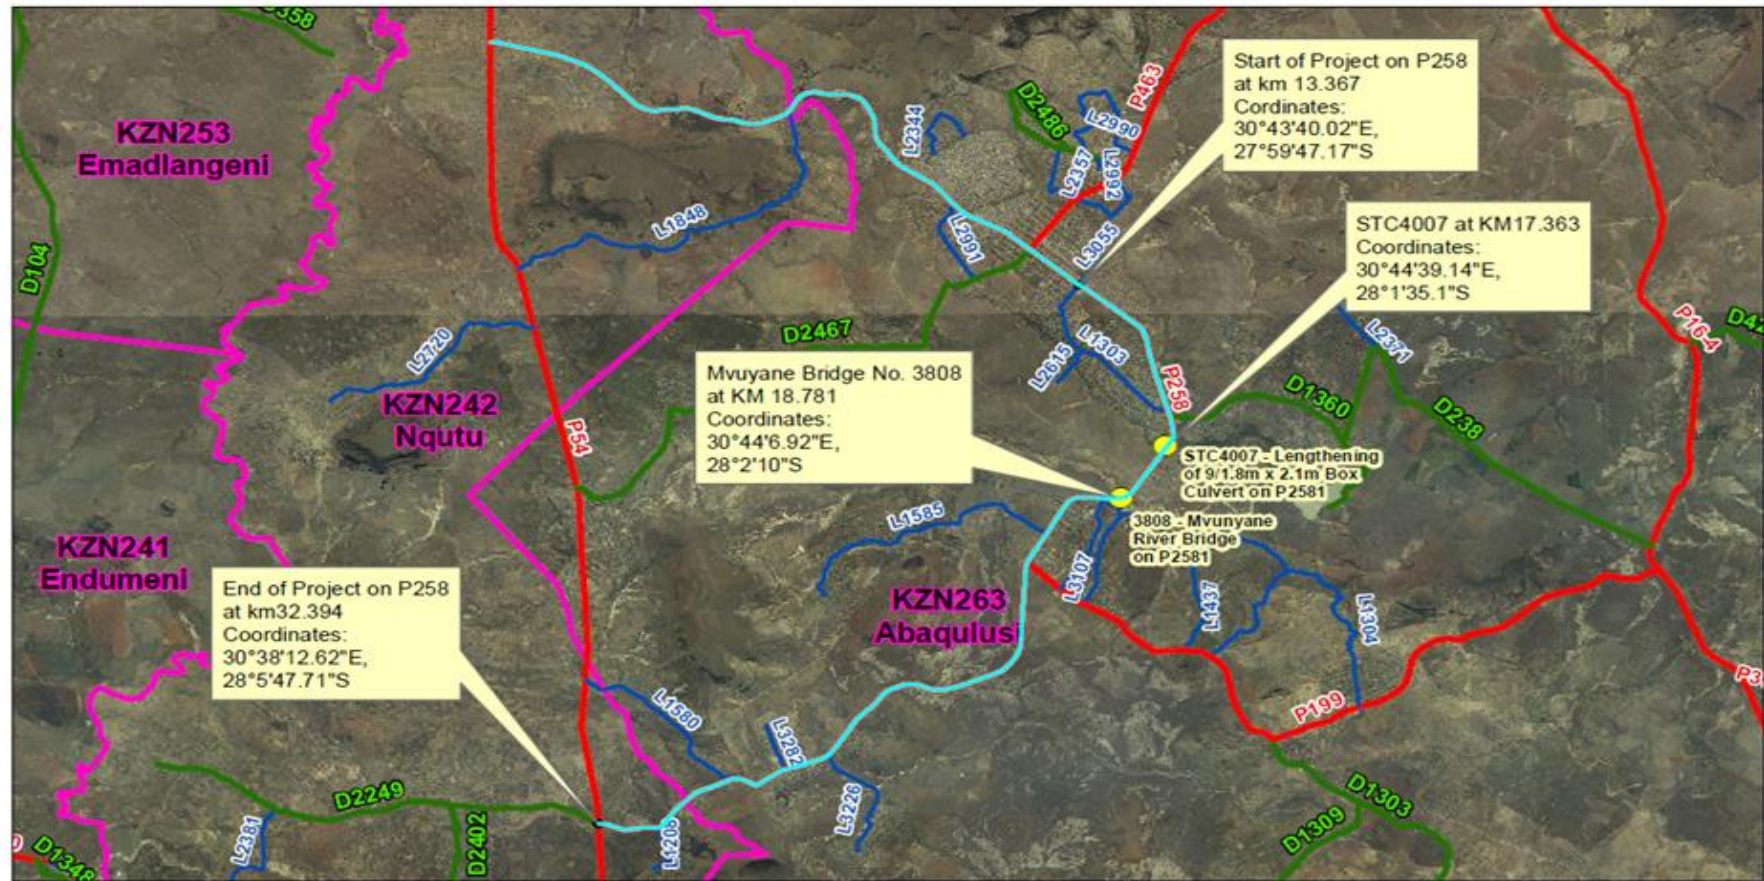 KZN253
Emadlangeni
D104
L1848
L2344
D2486
L2990
L2357
L2992
P463
L2991
L3055
Start of Project on P258
at km 13.367
Cordinates:
30°43'40.02"E,
27°59'47.17"S
STC4007 at KM17.363
Coordinates:
30°44'39.14"E,
28°1'35.1"S
P16-4
L2371
L2720
D2467
L1303
L2615
P258
D1360
D238
KZN242
Nqutu
P54
Mvuyane Bridge No. 3808
at KM 18.781
Coordinates:
30°44'6.92"E,
28°2'10"S
STC4007 - Lengthening
of 9/1.8m x 2.1m Box
Culvert on P2581
3808 - Mvunyane
River Bridge
on P2581
L1585
L3107
L1437
L1304
KZN241
Endumeni
KZN263
Abaqulusi
End of Project on P258
at km32.394
Coordinates:
30°38'12.62"E,
28°5'47.71"S
L1580
L3282
L3226
P199
D2249
L2381
D2402
L1208
D1348
D1303
D1309